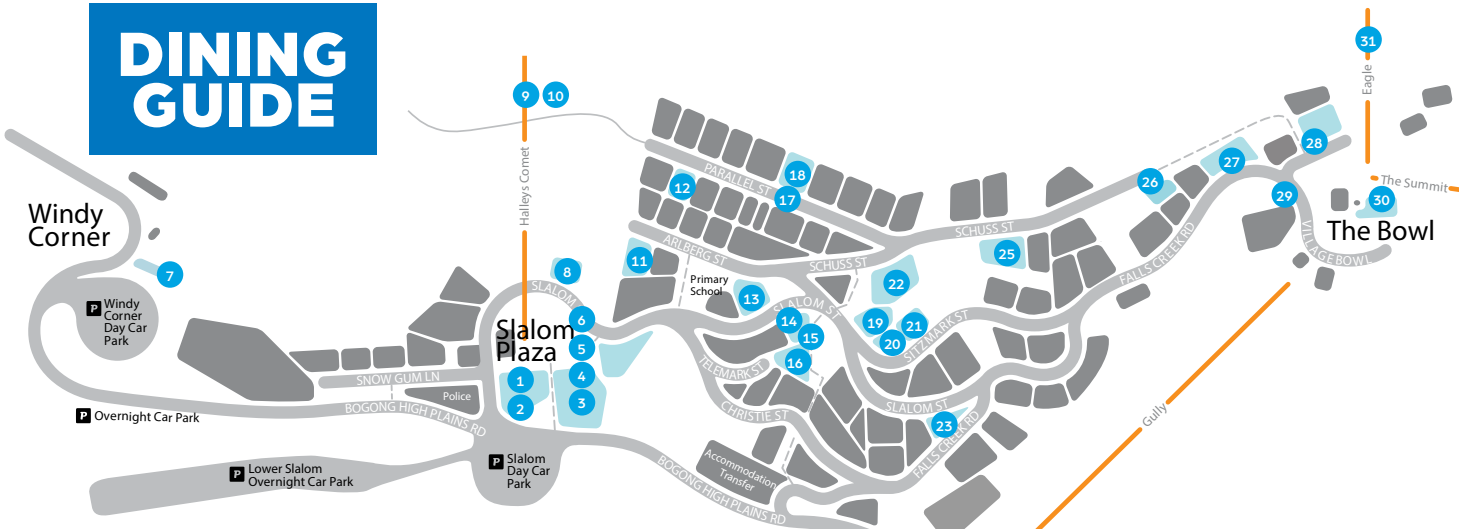 DINING
GUIDE
31
Eagle
9
10
Halley's Comet
28
27
18
PARALLEL ST
17
12
26
The Summit
29
30
Windy
Corner
SCHUSS ST
The Bowl
VILLAGE BOWL
FALLS CREEK RD
ARLBERG ST
11
25
SCHUSS ST
7
8
Primary
School
22
SLALOM
13
SLALOM ST
P
Windy
Corner
Day Car
Park
6
14
19
21
Slalom
Plaza
5
15
20
SITZMARK ST
16
TELEMARK ST
SNOW GUM LN
1
4
Police
2
3
CHRISTIE ST
SLALOM ST
P Overnight Car Park
BOGONG HIGH PLAINS RD
23
FALLS CREEK RD
Gully
P
Lower Slalom
Overnight Car Park
P
Slalom
Day Car
Park
Accommodation
Transfer
BOGONG HIGH PLAINS RD